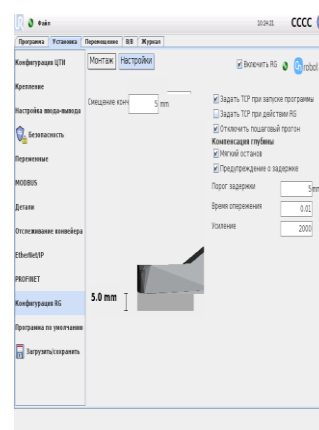 Файл
10:24:21
CCCC
Программа Установка Перемещение ВВ Журнал
Конфигурация ЦТИ
Монтаж Настройки
Включить RG
robot
Крепление
Смещение конч
5 mm
Задать TCP при запуске программы
Настройка ввода-вывода
Задать TCP при действии RG
Отключить пошаговый прогон
Безопасность
Компенсация глубины
Мягкий останов
Переменные
Предупреждение о задержке
MODBUS
Порог задержки
5mm
Детали
Время опережения
0.01
Отслеживание конвейера
Усиление
2000
EtherNet/IP
PROFINET
Конфигурация RG
5.0 mm
Программа по умолчанию
Загрузить/сохранить